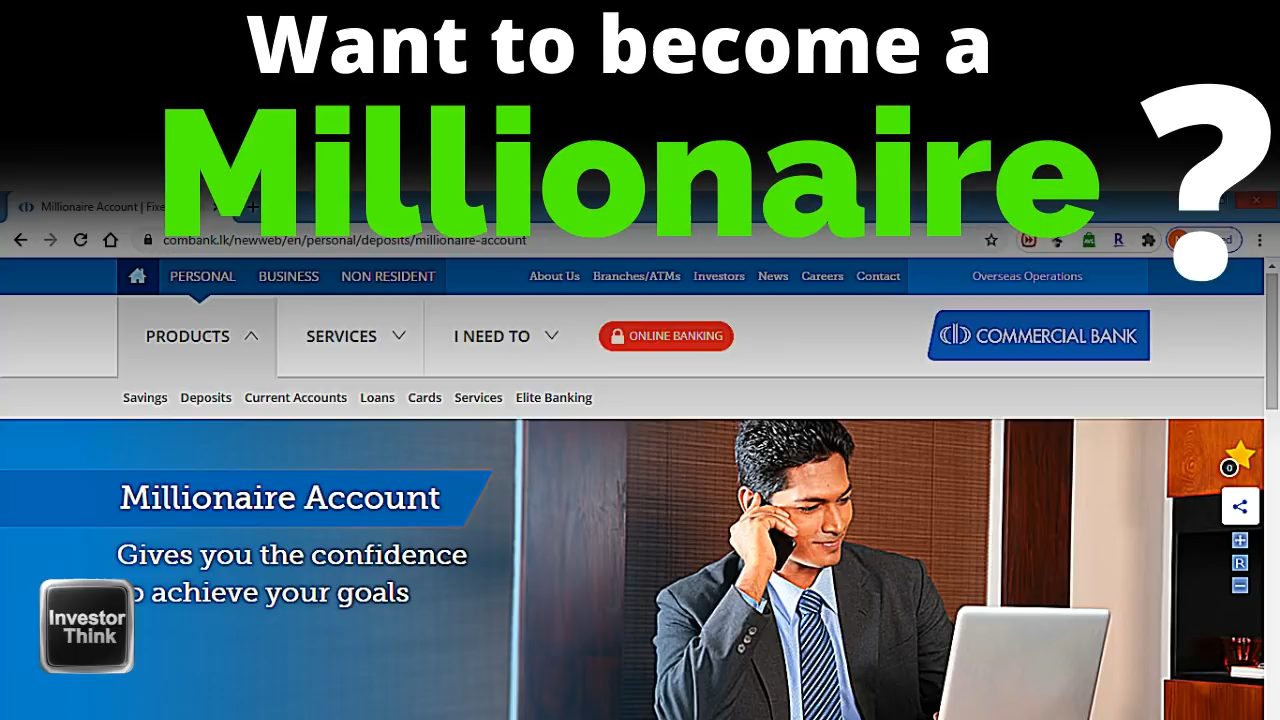 Want to become a
Millionaire ?
Millionaire Account | Fixe
combank.lk/newweb/en/personal/deposits/millionaire-account
PERSONAL BUSINESS NON RESIDENT About Us Branches/ATMs Investors News Careers Contact Overseas Operations
PRODUCTS SERVICES I NEED TO ONLINE BANKING COMMERCIAL BANK
Savings Deposits Current Accounts Loans Cards Services Elite Banking
Millionaire Account
Gives you the confidence
o achieve your goals
0
R
Investor
Think